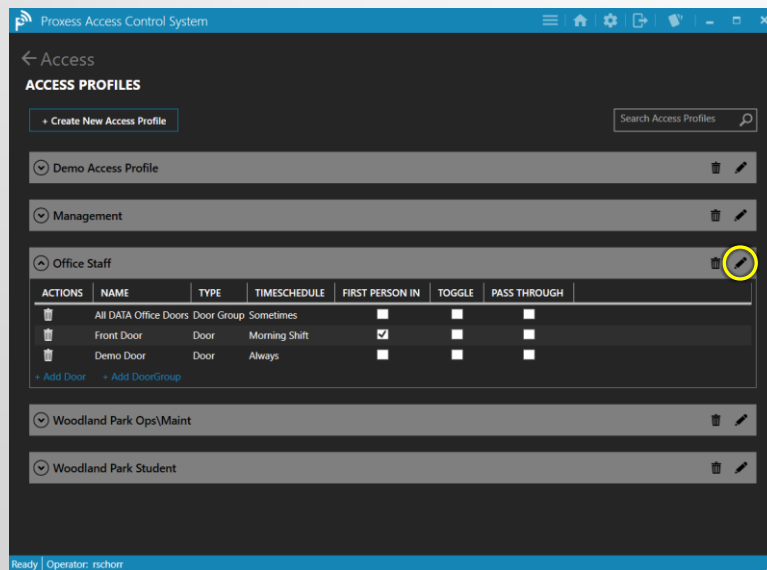 Proxess Access Control System
Access
ACCESS PROFILES
+ Create New Access Profile
Search Access Profiles
Demo Access Profile
Management
Office Staff
ACTIONS NAME TYPE TIMESCHEDULE FIRST PERSON IN TOGGLE PASS THROUGH
All DATA Office Doors Door Group Sometimes
Front Door Door Morning Shift
Demo Door Door Always
+ Add Door + Add DoorGroup
Woodland Park Ops\Maint
Woodland Park Student
Ready Operator: rschorr